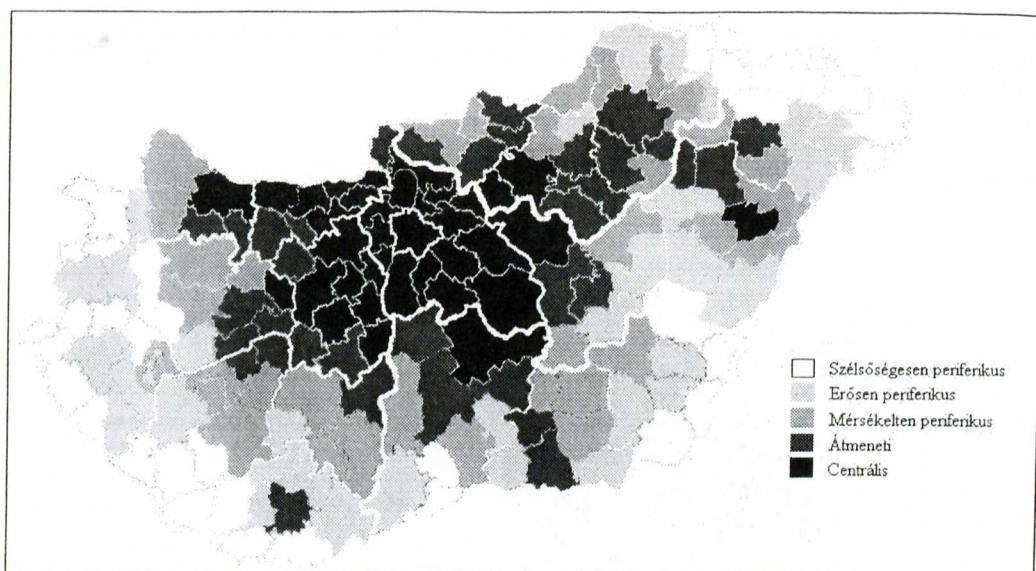 Szélsőségesen periferikus
Erősen periferikus
Mérsékelten periferikus
Átmeneti
Centrális